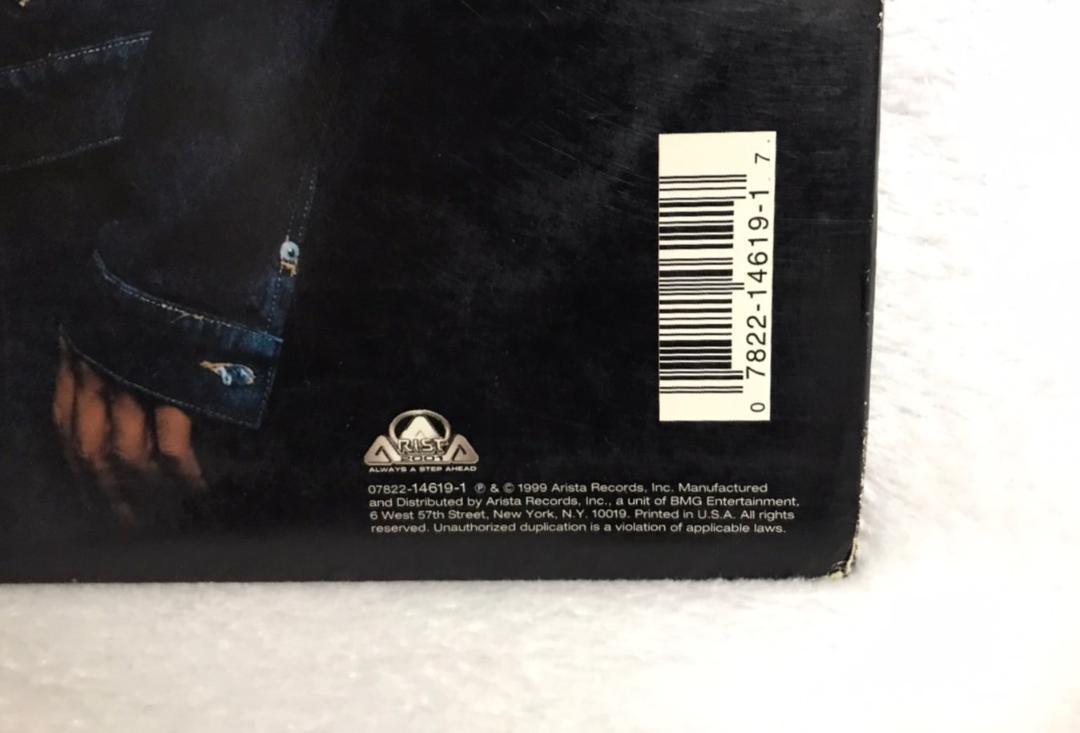 0 7822-14619-1 7
ARISTA
2001
ALWAYS A STEP AHEAD
07822-14619-1 ℗ & © 1999 Arista Records, Inc. Manufactured
and Distributed by Arista Records, Inc., a unit of BMG Entertainment,
6 West 57th Street, New York, N.Y. 10019. Printed in U.S.A. All rights
reserved. Unauthorized duplication is a violation of applicable laws.